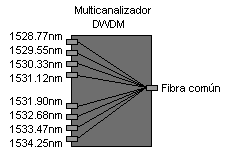 Multicanalizador
DWDM
1528.77nm
1529.55nm
1530.33nm
1531.12nm
1531.90nm
1532.68nm
1533.47nm
1534.25nm
Fibra común